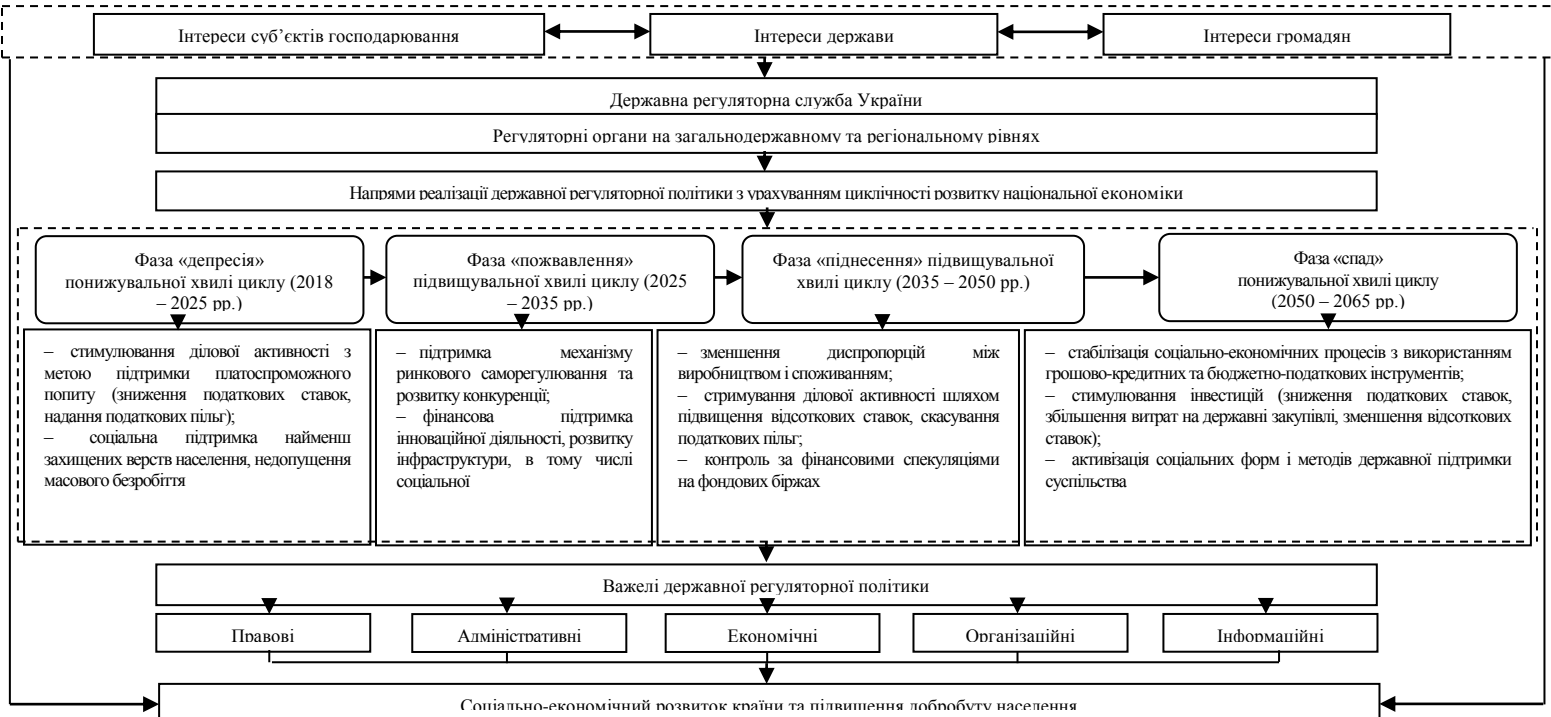 Інтереси суб’єктів господарювання
Інтереси держави
Інтереси громадян
Державна регуляторна служба України
Регуляторні органи на загальнодержавному та регіональному рівнях
Напрями реалізації державної регуляторної політики з урахуванням циклічності розвитку національної економіки
Фаза «депресія»
понижувальної хвилі циклу (2018
– 2025 рр.)
Фаза «пожвавлення»
підвищувальної хвилі циклу (2025
– 2035 рр.)
Фаза «піднесення» підвищувальної
хвилі циклу (2035 – 2050 рр.)
Фаза «спад»
понижувальної хвилі циклу
(2050 – 2065 рр.)
– стимулювання ділової активності з
метою підтримки платоспроможного
попиту (зниження податкових ставок,
надання податкових пільг);
– соціальна підтримка найменш
захищених верств населення, недопущення
масового безробіття
– підтримка механізму
ринкового саморегулювання та
розвитку конкуренції;
– фінансова підтримка
інноваційної діяльності, розвитку
інфраструктури, в тому числі
соціальної
– зменшення диспропорцій між
виробництвом і споживанням;
– стримування ділової активності шляхом
підвищення відсоткових ставок, скасування
податкових пільг;
– контроль за фінансовими спекуляціями
на фондових біржах
– стабілізація соціально-економічних процесів з використанням
грошово-кредитних та бюджетно-податкових інструментів;
– стимулювання інвестицій (зниження податкових ставок,
збільшення витрат на державні закупівлі, зменшення відсоткових
ставок);
– активізація соціальних форм і методів державної підтримки
суспільства
Важелі державної регуляторної політики
Правові
Адміністративні
Економічні
Організаційні
Інформаційні
Соціально-економічний розвиток країни та підвищення добробуту населення